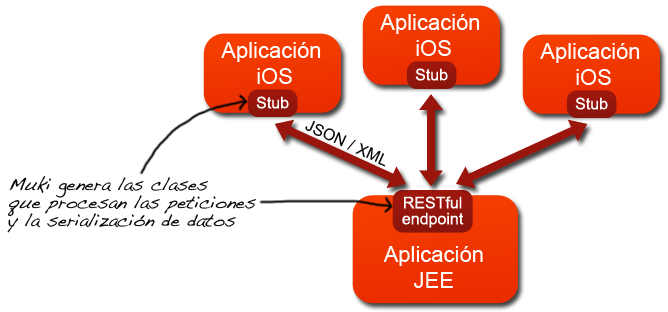 Aplicación
iOS
Stub
Aplicación
iOS
Stub
Aplicación
iOS
Stub
JSON / XML
Muki genera las clases
que procesan las peticiones
y la serialización de datos
RESTful
endpoint
Aplicación
JEE